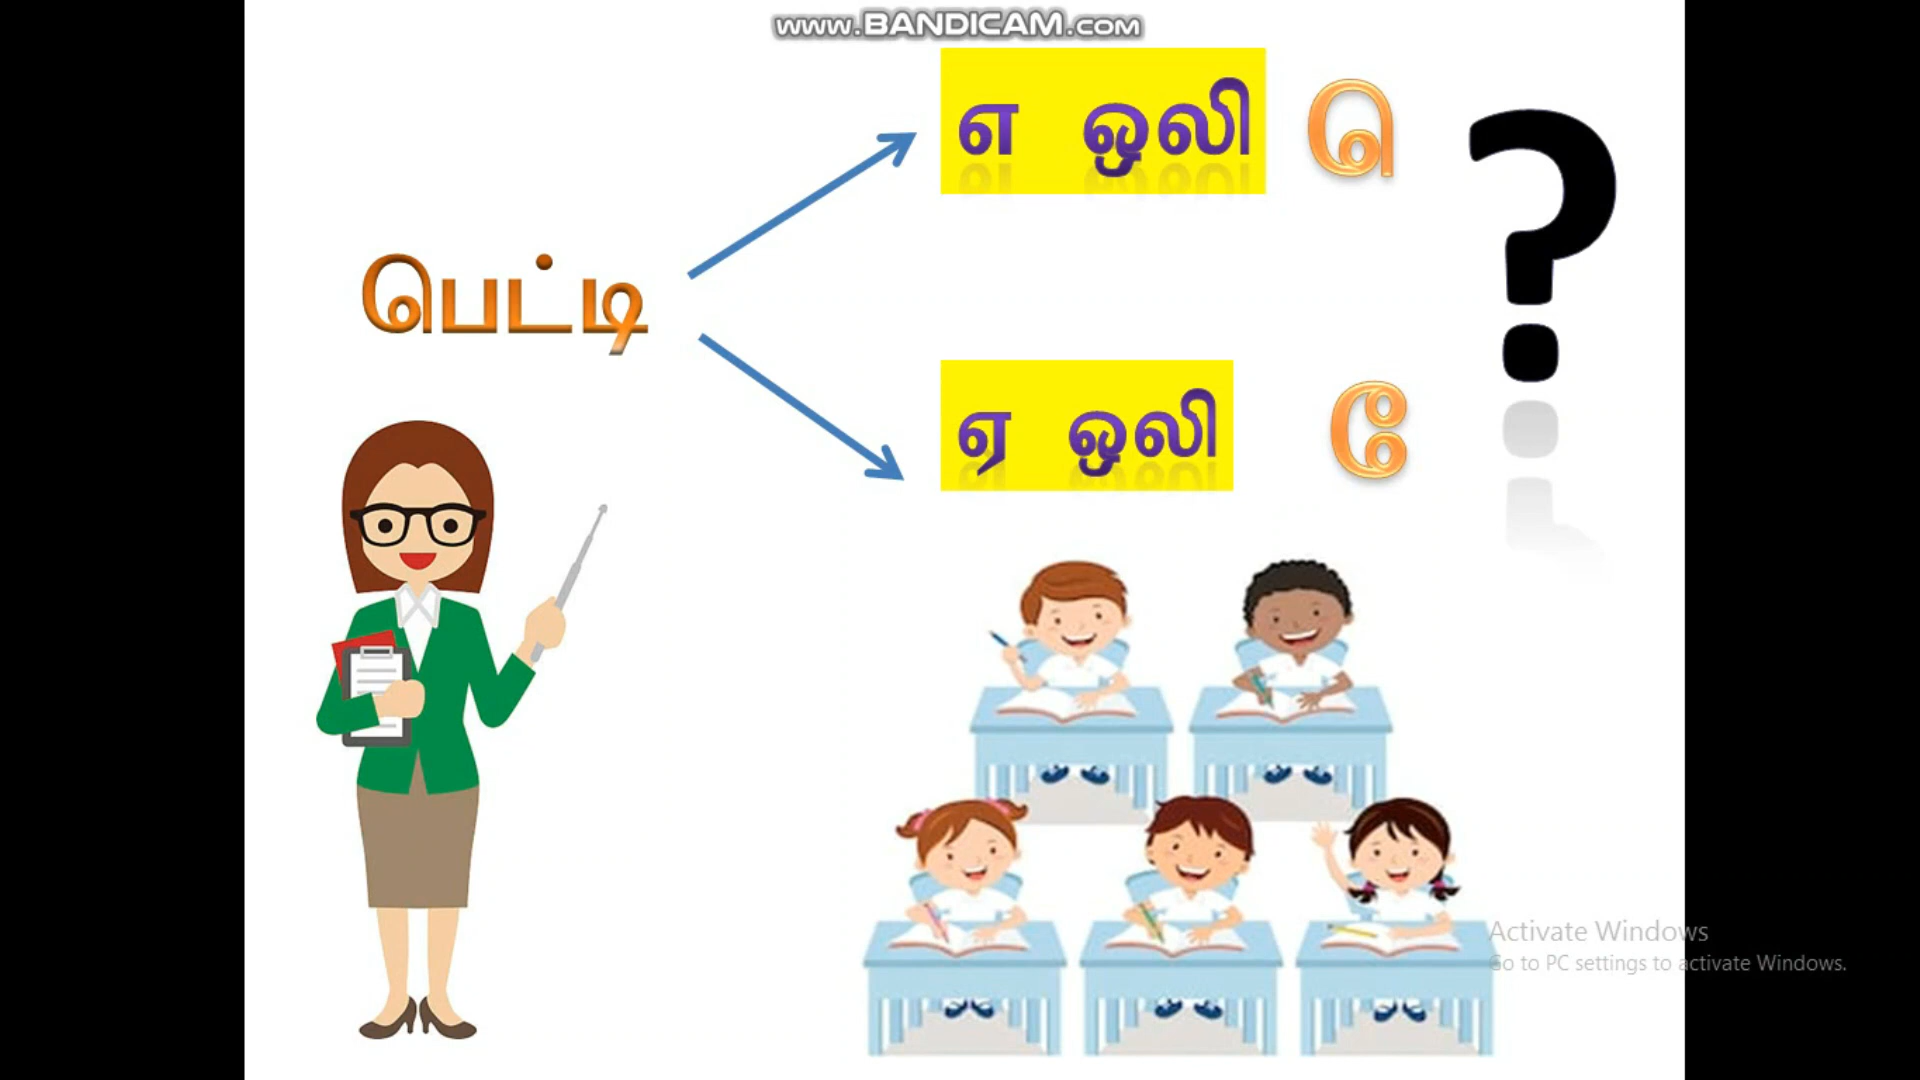 www.BANDICAM.com
எ ஒலி ெ
?
பெட்டி
ஏ ஒலி ே
Activate Windows
Go to PC settings to activate Windows.